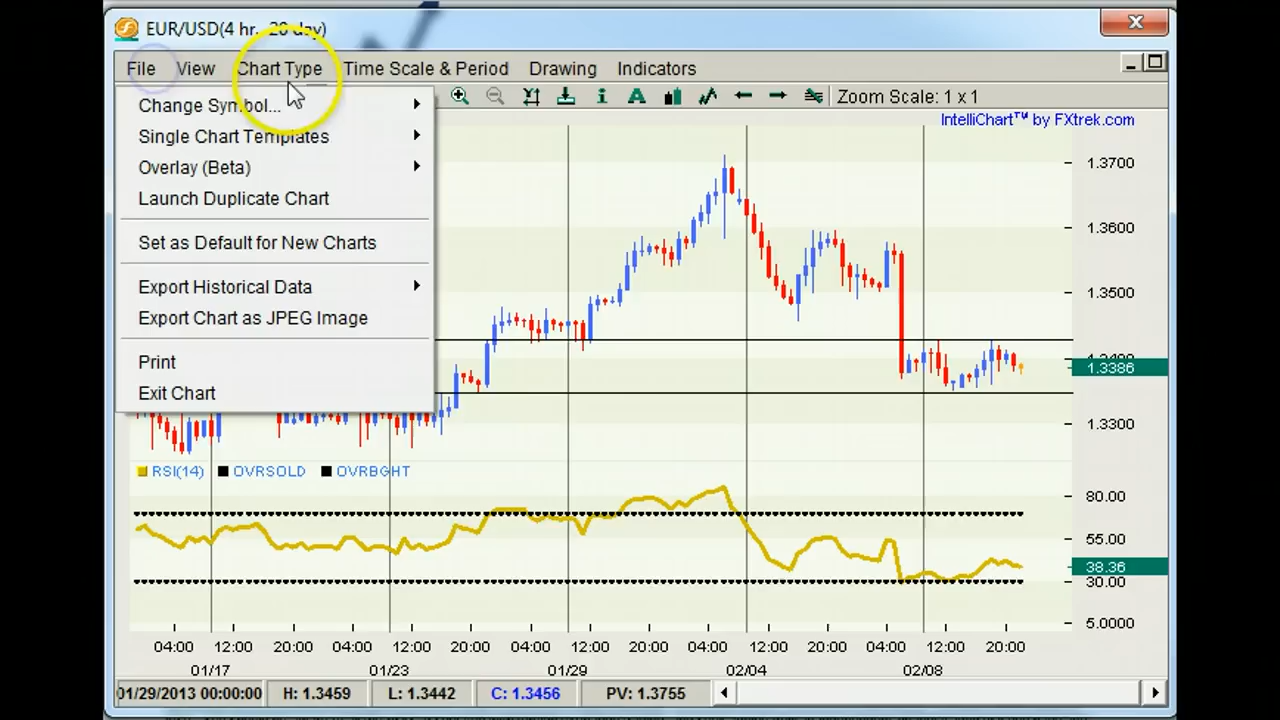 EUR/USD(4 hr, 20 day)
File View Chart Type Time Scale & Period Drawing Indicators
Zoom Scale: 1 x 1
IntelliChart™ by FXtrek.com
Change Symbol...
Single Chart Templates
Overlay (Beta)
Launch Duplicate Chart
Set as Default for New Charts
Export Historical Data
Export Chart as JPEG Image
Print
Exit Chart
1.3700
1.3600
1.3500
1.3400
1.3386
1.3300
RSI(14) OVRSOLD OVRBGHT
80.00
55.00
38.36
30.00
5.0000
04:00 12:00 20:00 04:00 12:00 20:00 04:00 12:00 20:00 04:00 12:00 20:00 04:00 12:00 20:00
01/17 01/23 01/29 02/04 02/08
01/29/2013 00:00:00 H: 1.3459 L: 1.3442 C: 1.3456 PV: 1.3755